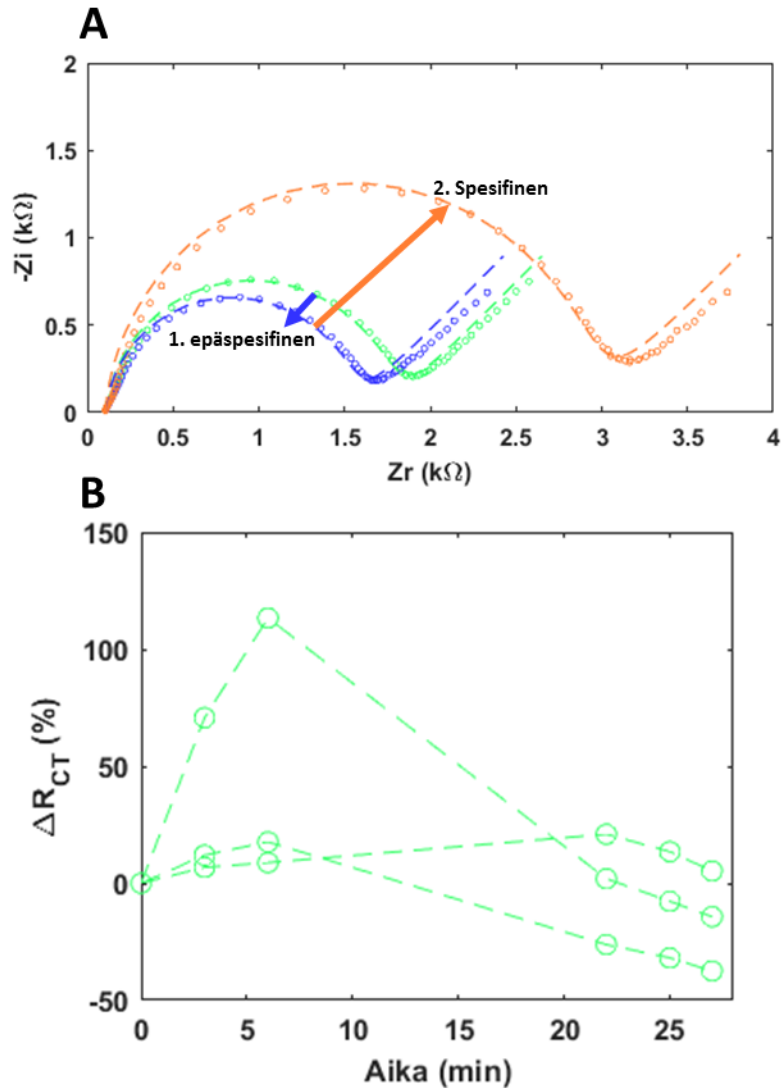 A
2
1.5
1
0.5
0
-Zi (kΩ)
2. Spesifinen
1. epäspesifinen
0 0.5 1 1.5 2 2.5 3 3.5 4
Zr (kΩ)
B
150
100
50
0
-50
ΔR_CT (%)
0 5 10 15 20 25
Aika (min)